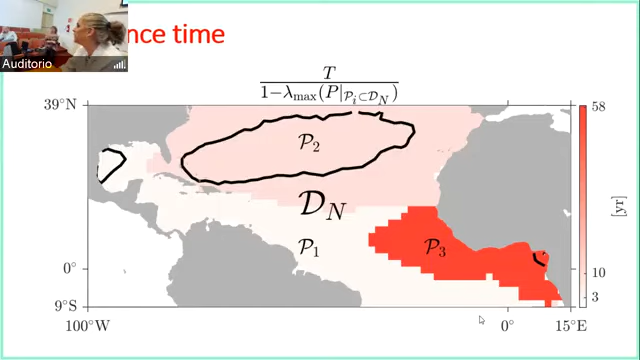 nce time
Auditorio
T
1−λmax(P|𝒫i⊂𝒟N)
39°N
0°
9°S
100°W
0°
15°E
𝒫2
𝒟N
𝒫1
𝒫3
58
10
3
[yr]